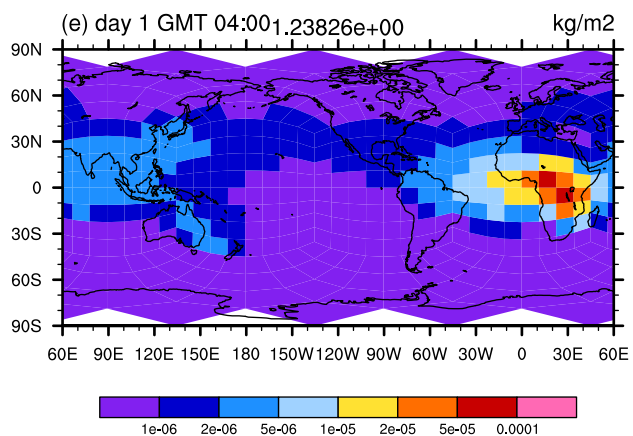 (e) day 1 GMT 04:00 1.23826e+00 kg/m2
90N
60N
30N
0
30S
60S
90S
60E 90E 120E 150E 180 150W 120W 90W 60W 30W 0 30E 60E
1e-06 2e-06 5e-06 1e-05 2e-05 5e-05 0.0001